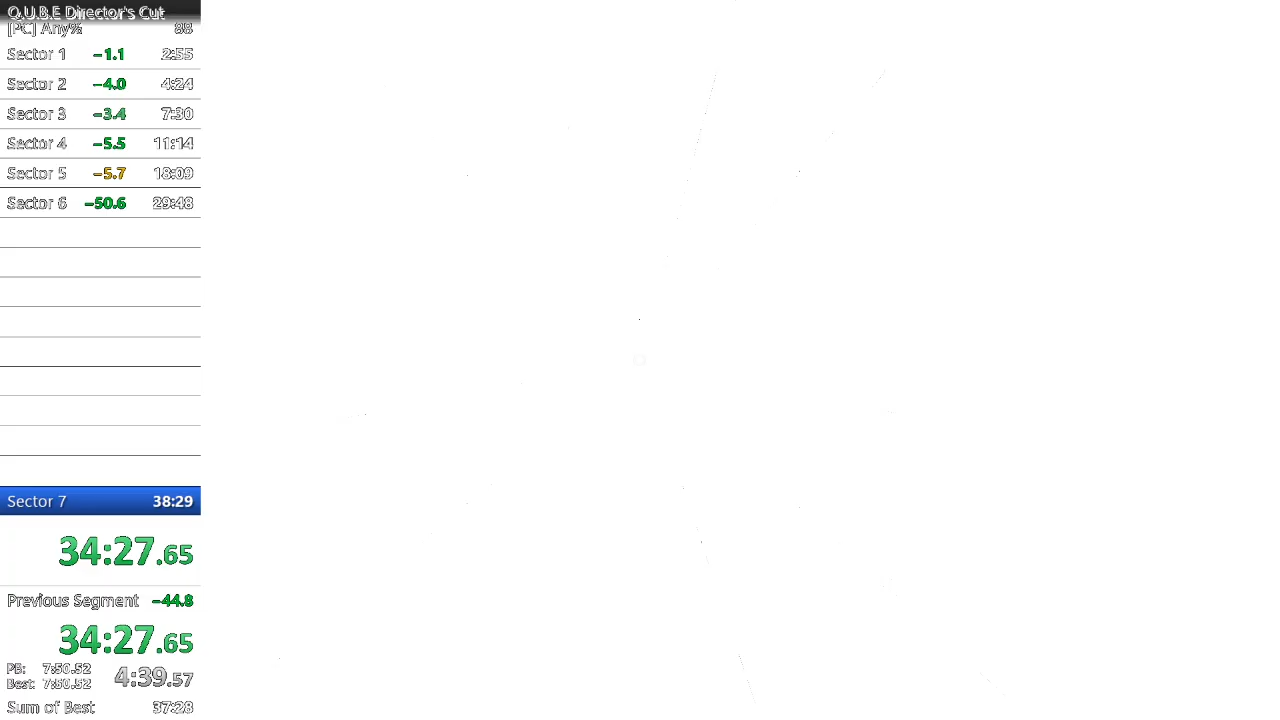 Q.U.B.E Director's Cut
[PC] Any% 88
Sector 1 -1.1 2:55
Sector 2 -4.0 4:24
Sector 3 -3.4 7:30
Sector 4 -5.5 11:14
Sector 5 -5.7 18:09
Sector 6 -50.6 29:48
Sector 7 38:29
34:27.65
Previous Segment -44.8
34:27.65
PB: 7:50.52 4:39.57
Best: 7:50.52
Sum of Best 37:28